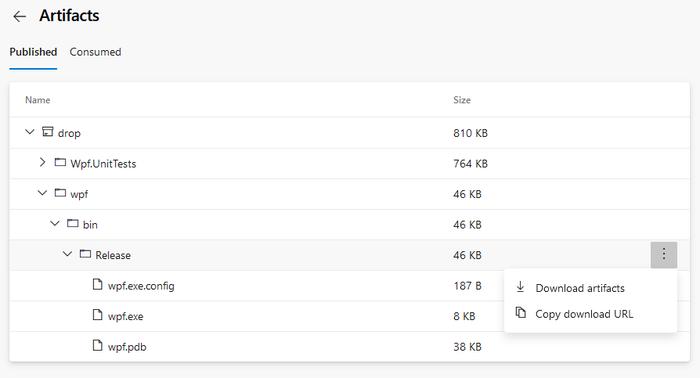 Artifacts
Published Consumed
Name Size
drop 810 KB
Wpf.UnitTests 764 KB
wpf 46 KB
bin 46 KB
Release 46 KB
wpf.exe.config 187 B
Download artifacts
wpf.exe 8 KB
Copy download URL
wpf.pdb 38 KB